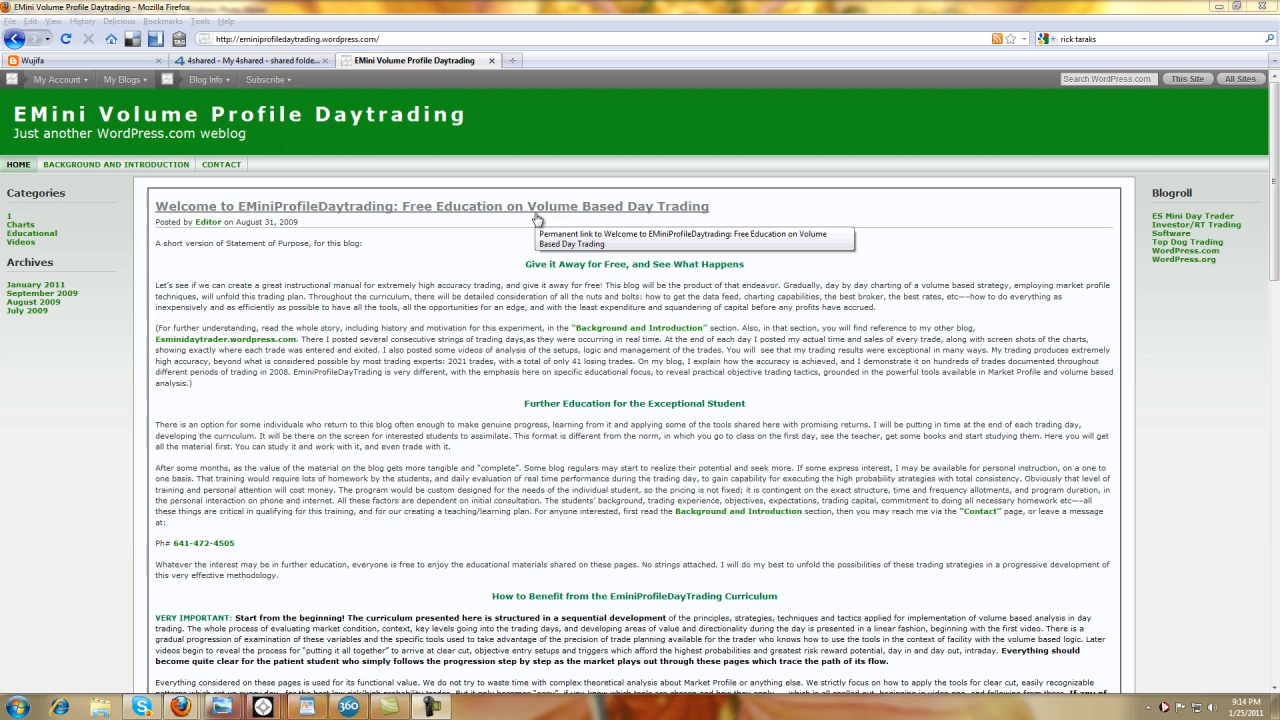 EMini Volume Profile Daytrading - Mozilla Firefox
File Edit View History Delicious Bookmarks Tools Help
http://eminiprofiledaytrading.wordpress.com/
rick taraks
Wujifa
4shared - My 4shared - shared folde...
EMini Volume Profile Daytrading
My Account My Blogs Blog Info Subscribe
Search WordPress.com This Site All Sites
EMini Volume Profile Daytrading
Just another WordPress.com weblog
HOME BACKGROUND AND INTRODUCTION CONTACT
Categories
1
Charts
Educational
Videos
Archives
January 2011
September 2009
August 2009
July 2009
Welcome to EMiniProfileDaytrading: Free Education on Volume Based Day Trading
Posted by Editor on August 31, 2009
Permanent link to Welcome to EMiniProfileDaytrading: Free Education on Volume
Based Day Trading
A short version of Statement of Purpose, for this blog:
Give it Away for Free, and See What Happens
Let's see if we can create a great instructional manual for extremely high accuracy trading, and give it away for free! This blog will be the product of that endeavor. Gradually, day by day charting of a volume based strategy, employing market profile
techniques, will unfold this trading plan. Throughout the curriculum, there will be detailed consideration of all the nuts and bolts: how to get the data feed, charting capabilities, the best broker, the best rates, etc—-how to do everything as
inexpensively and as efficiently as possible to have all the tools, all the opportunities for an edge, and with the least expenditure and squandering of capital before any profits have accrued.
(For further understanding, read the whole story, including history and motivation for this experiment, in the "Background and Introduction" section. Also, in that section, you will find reference to my other blog,
Esminidaytrader.wordpress.com. There I posted several consecutive strings of trading days,as they were occurring in real time. At the end of each day I posted my actual time and sales of every trade, along with screen shots of the charts,
showing exactly where each trade was entered and exited. I also posted some videos of analysis of the setups, logic and management of the trades. You will see that my trading results were exceptional in many ways. My trading produces extremely
high accuracy, beyond what is considered possible by most trading experts: 2021 trades, with a total of only 41 losing trades. On my blog, I explain how the accuracy is achieved, and I demonstrate it on hundreds of trades documented throughout
different periods of trading in 2008. EminiProfileDayTrading is very different, with the emphasis here on specific educational focus, to reveal practical objective trading tactics, grounded in the powerful tools available in Market Profile and volume based
analysis.)
Further Education for the Exceptional Student
There is an option for some individuals who return to this blog often enough to make genuine progress, learning from it and applying some of the tools shared here with promising returns. I will be putting in time at the end of each trading day,
developing the curriculum. It will be there on the screen for interested students to assimilate. This format is different from the norm, in which you go to class on the first day, see the teacher, get some books and start studying them. Here you will get
all the material first. You can study it and work with it, and even trade with it.
After some months, as the value of the material on the blog gets more tangible and "complete". Some blog regulars may start to realize their potential and seek more. If some express interest, I may be available for personal instruction, on a one to
one basis. That training would require lots of homework by the students, and daily evaluation of real time performance during the trading day, to gain capability for executing the high probability strategies with total consistency. Obviously that level of
training and personal attention will cost money. The program would be custom designed for the needs of the individual student, so the pricing is not fixed; it is contingent on the exact structure, time and frequency allotments, and program duration, in
the personal interaction on phone and internet. All these factors are dependent on initial consultation. The students' background, trading experience, objectives, expectations, trading capital, commitment to doing all necessary homework etc—-all
these things are critical in qualifying for this training, and for our creating a teaching/learning plan. For anyone interested, first read the Background and Introduction section, then you may reach me via the "Contact" page, or leave a message
at:
Ph# 641-472-4505
Whatever the interest may be in further education, everyone is free to enjoy the educational materials shared on these pages. No strings attached. I will do my best to unfold the possibilities of these trading strategies in a progressive development of
this very effective methodology.
How to Benefit from the EminiProfileDayTrading Curriculum
VERY IMPORTANT: Start from the beginning! The curriculum presented here is structured in a sequential development of the principles, strategies, techniques and tactics applied for implementation of volume based analysis in day
trading. The whole process of evaluating market condition, context, key levels going into the trading days, and developing areas of value and directionality during the day is presented in a linear fashion, beginning with the first video. There is a
gradual progression of examination of these variables and the specific tools used to take advantage of the precision of trade planning available for the trader who knows how to use the tools in the context of facility with the volume based logic. Later
videos begin to reveal the process for "putting it all together" to arrive at clear cut, objective entry setups and triggers which afford the highest probabilities and greatest risk reward potential, day in and day out, intraday. Everything should
become quite clear for the patient student who simply follows the progression step by step as the market plays out through these pages which trace the path of its flow.
Everything considered on these pages is used for its functional value. We do not try to waste time with complex theoretical analysis about Market Profile or anything else. We strictly focus on how to apply the tools for clear cut, easily recognizable
Blogroll
ES Mini Day Trader
Investor/RT Trading
Software
Top Dog Trading
WordPress.com
WordPress.org
360
9:14 PM
1/25/2011